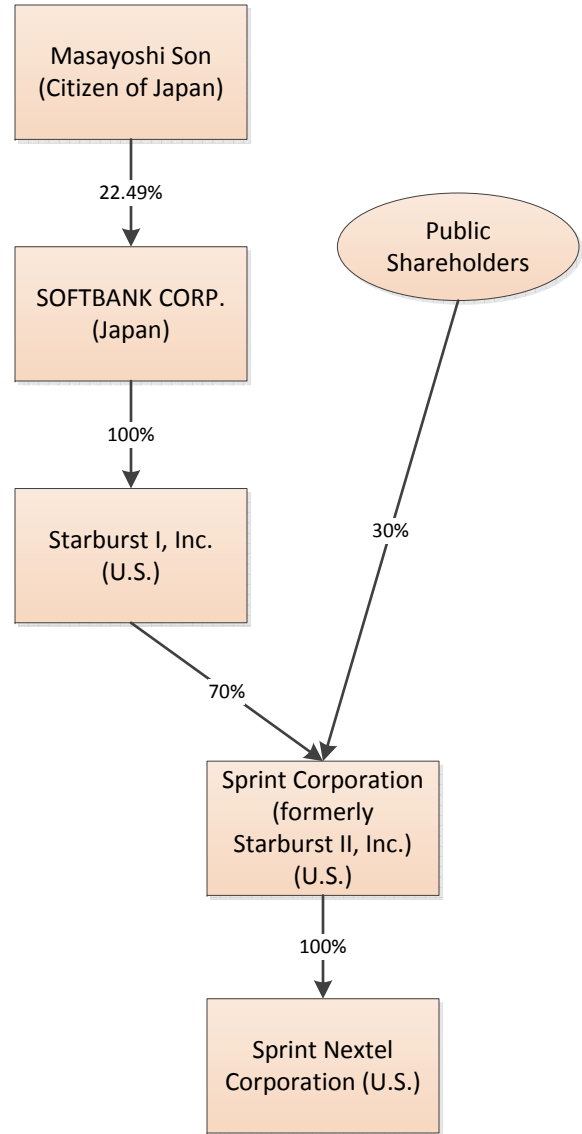 Masayoshi Son
(Citizen of Japan)
22.49%
Public
Shareholders
SOFTBANK CORP.
(Japan)
100%
Starburst I, Inc.
(U.S.)
30%
70%
Sprint Corporation
(formerly
Starburst II, Inc.)
(U.S.)
100%
Sprint Nextel
Corporation (U.S.)